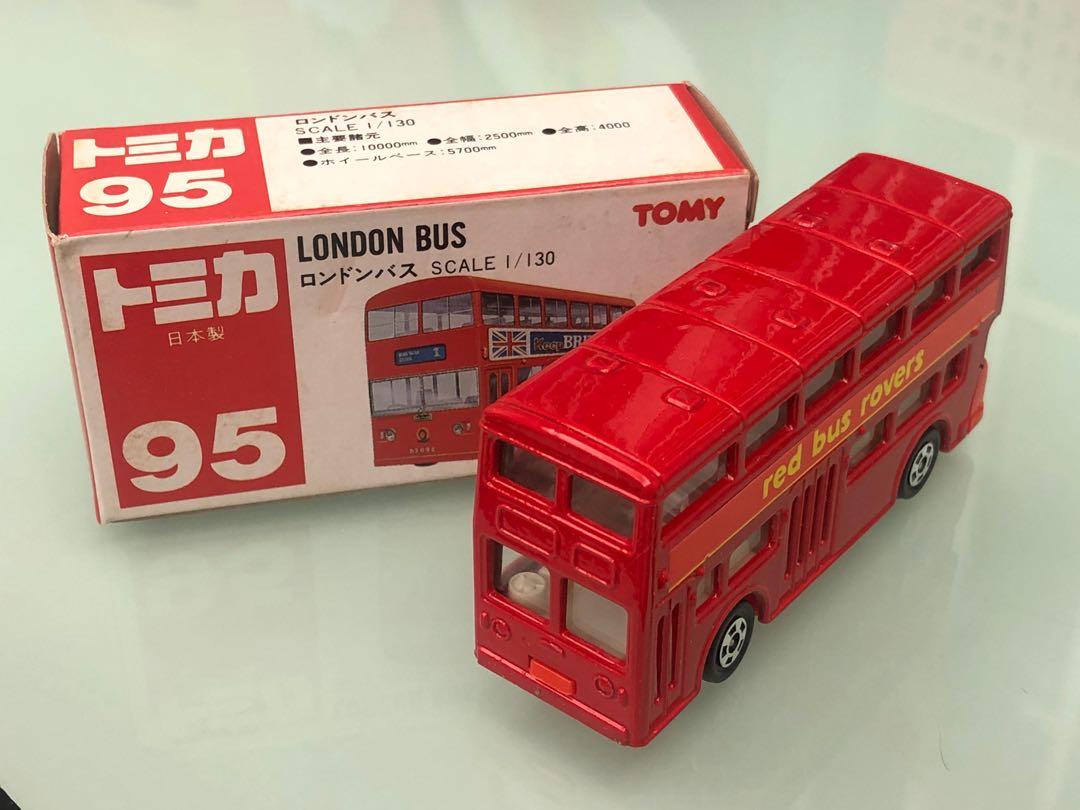 トミカ
95
ロンドンバス
SCALE 1/130
■主要諸元
●全長:10000mm ●全幅:2500mm ●全高:4000
●ホイールベース:5700mm
TOMY
トミカ
日本製
95
LONDON BUS
ロンドンバス SCALE 1/130
Keep BRI
red bus rovers